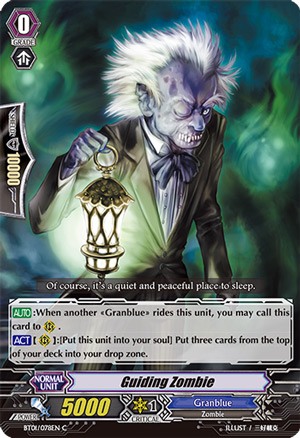 0
GRADE
SHIELD
10000
Of course, it's a quiet and peaceful place to sleep.
AUTO:When another «Granblue» rides this unit, you may call this
card to .
ACT [ ]:[Put this unit into your soul] Put three cards from the top
of your deck into your drop zone.
NORMAL
UNIT
Guiding Zombie
POWER
5000
1
CRITICAL
Granblue
Zombie
BT01/078EN C
ILLUST / 三好載克